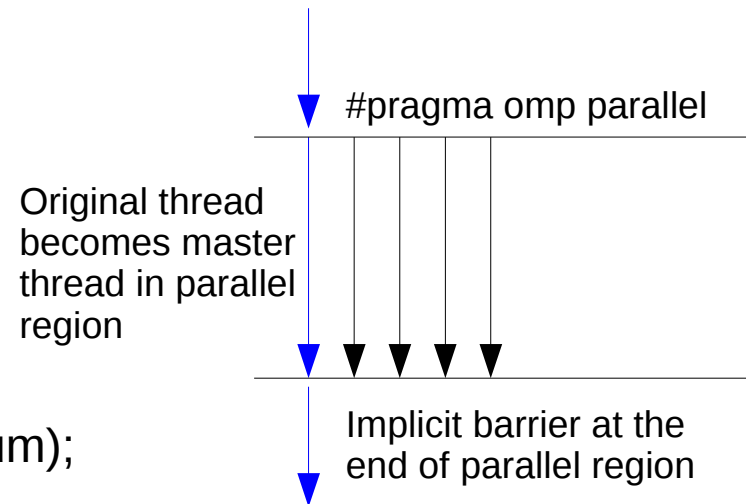 #pragma omp parallel
Original thread
becomes master
thread in parallel
region
Implicit barrier at the
end of parallel region
);